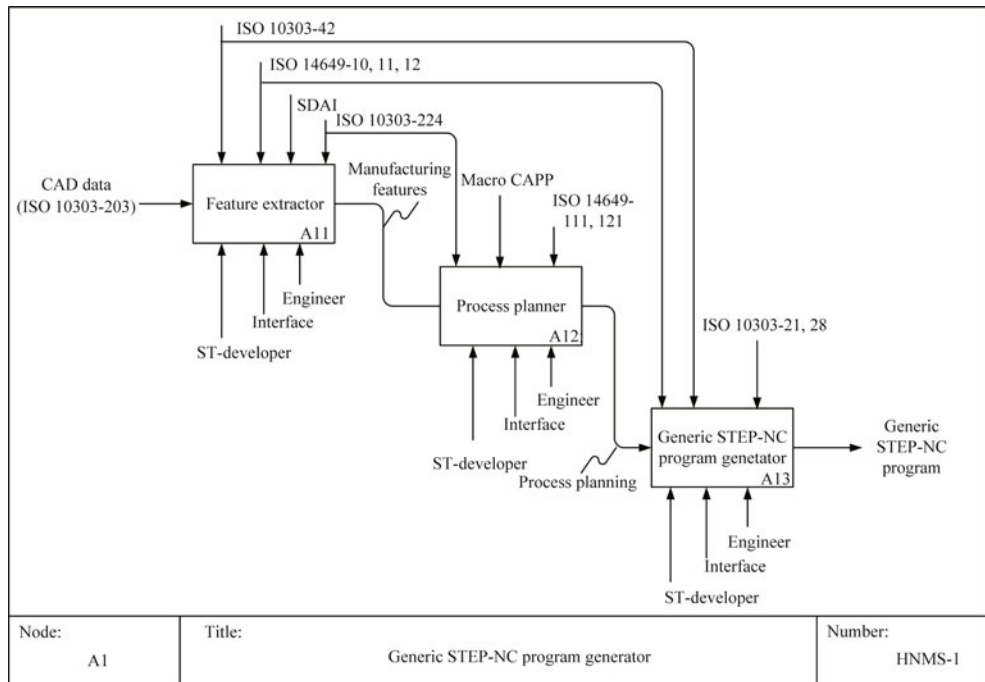 ISO 10303-42
ISO 14649-10, 11, 12
SDAI
ISO 10303-224
CAD data
(ISO 10303-203)
Feature extractor
A11
Manufacturing
features
Macro CAPP
ISO 14649-
111, 121
Engineer
Interface
ST-developer
Process planner
A12
ISO 10303-21, 28
Engineer
Interface
ST-developer
Process planning
Generic STEP-NC
program genetator
A13
Generic
STEP-NC
program
Engineer
Interface
ST-developer
Node:
A1
Title:
Generic STEP-NC program generator
Number:
HNMS-1